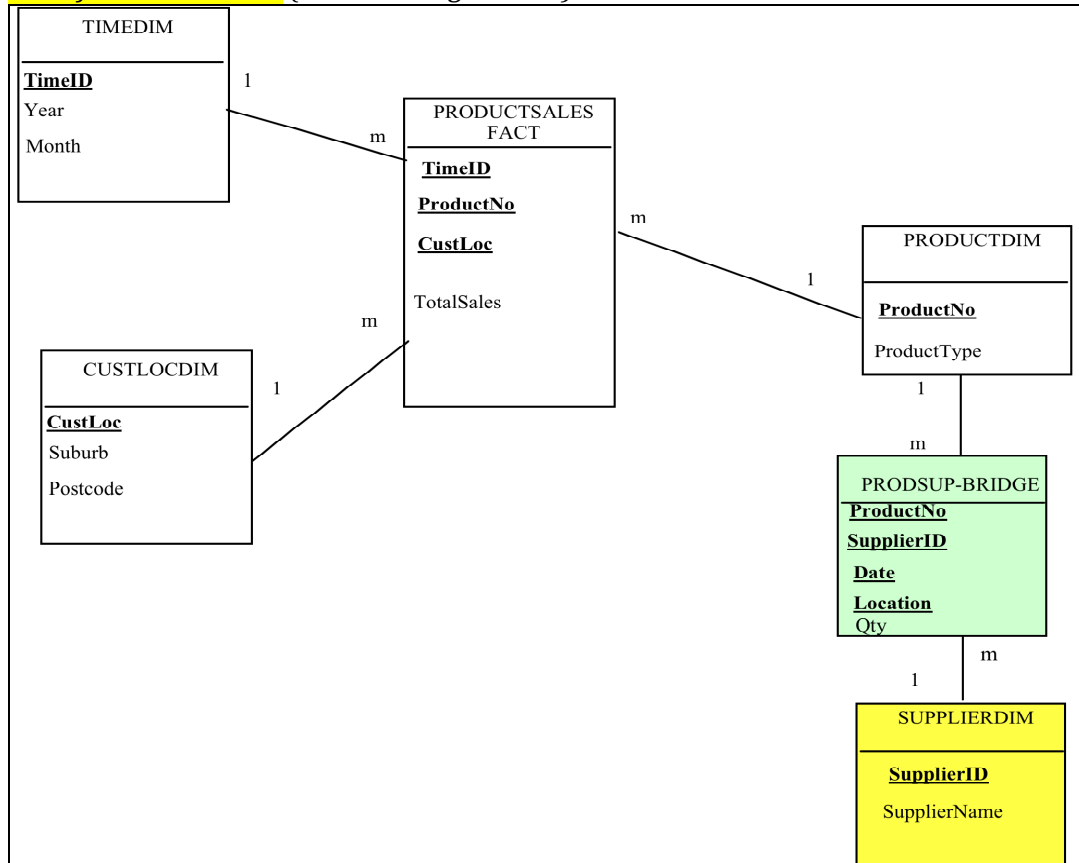 TIMEDIM
TimeID
Year
Month
1
m
PRODUCTSALES
FACT
TimeID
ProductNo
CustLoc
TotalSales
m
1
PRODUCTDIM
ProductNo
ProductType
m
1
CUSTLOCDIM
CustLoc
Suburb
Postcode
1
m
PRODSUP-BRIDGE
ProductNo
SupplierID
Date
Location
Qty
m
1
SUPPLIERDIM
SupplierID
SupplierName